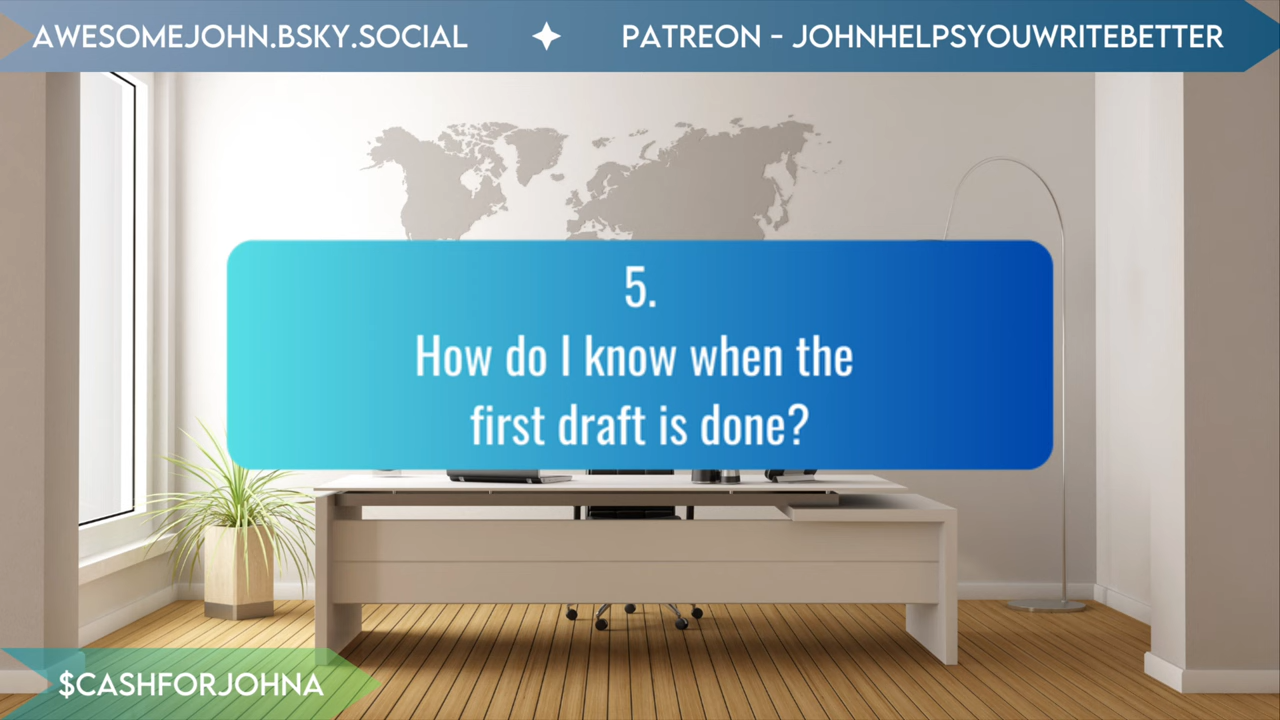 AWESOMEJOHN.BSKY.SOCIAL
PATREON - JOHNHELPSYOUWRITEBETTER
5.
How do I know when the
first draft is done?
$CASHFORJOHNA